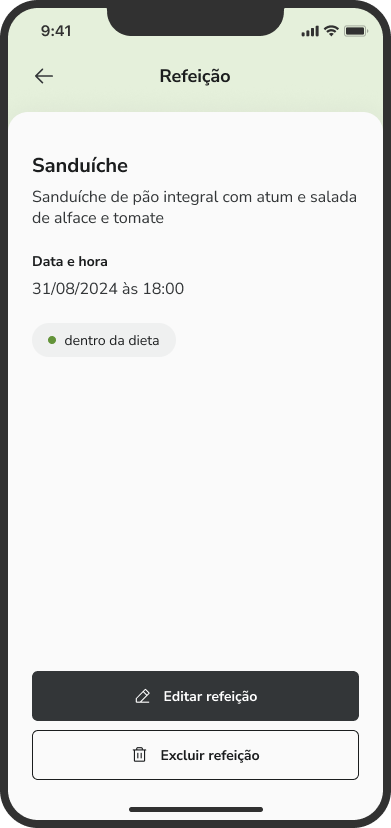 9:41
Refeição
Sanduíche
Sanduíche de pão integral com atum e salada
de alface e tomate
Data e hora
31/08/2024 às 18:00
dentro da dieta
Editar refeição
Excluir refeição